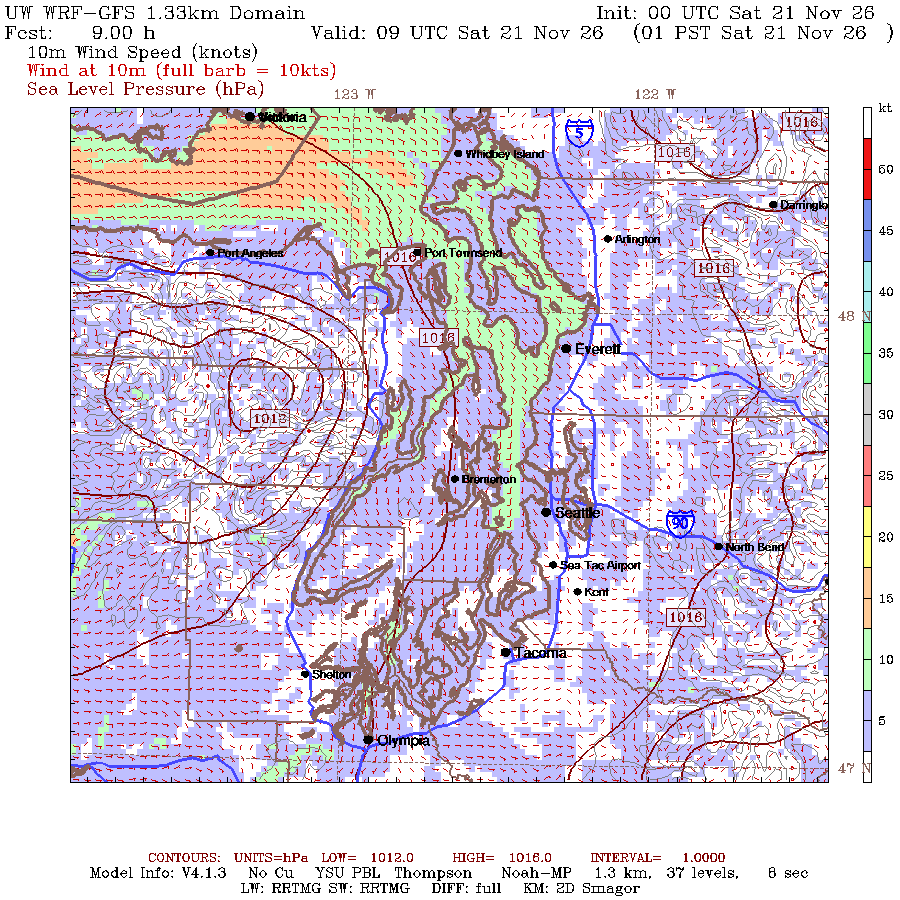 UW WRF-GFS 1.33km Domain Init: 00 UTC Sat 21 Nov 26
Fcst: 9.00 h Valid: 09 UTC Sat 21 Nov 26 (01 PST Sat 21 Nov 26 )
10m Wind Speed (knots)
Wind at 10m (full barb = 10kts)
Sea Level Pressure (hPa)
123 W 122 W
kt
Victoria
1016
5
Whidbey Island
1016
60
Darringto
45
Arlington
Port Angeles
Port Townsend
1016
1016
40
48 N
1016
Everett
35
1012
30
Bremerton
25
Seattle
90
20
North Bend
Sea Tac Airport
Kent
15
1016
Tacoma
10
Shelton
5
Olympia
47 N
CONTOURS: UNITS=hPa LOW= 1012.0 HIGH= 1016.0 INTERVAL= 1.0000
Model Info: V4.1.3 No Cu YSU PBL Thompson Noah-MP 1.3 km, 37 levels, 8 sec
LW: RRTMG SW: RRTMG DIFF: full KM: 2D Smagor